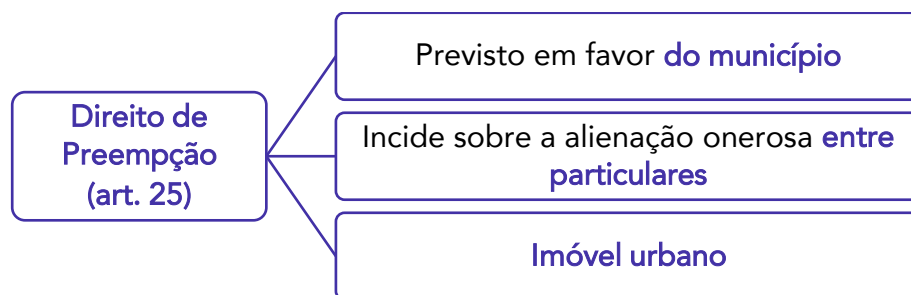 Direito de
Preempção
(art. 25)
Previsto em favor do município
Incide sobre a alienação onerosa entre
particulares
Imóvel urbano